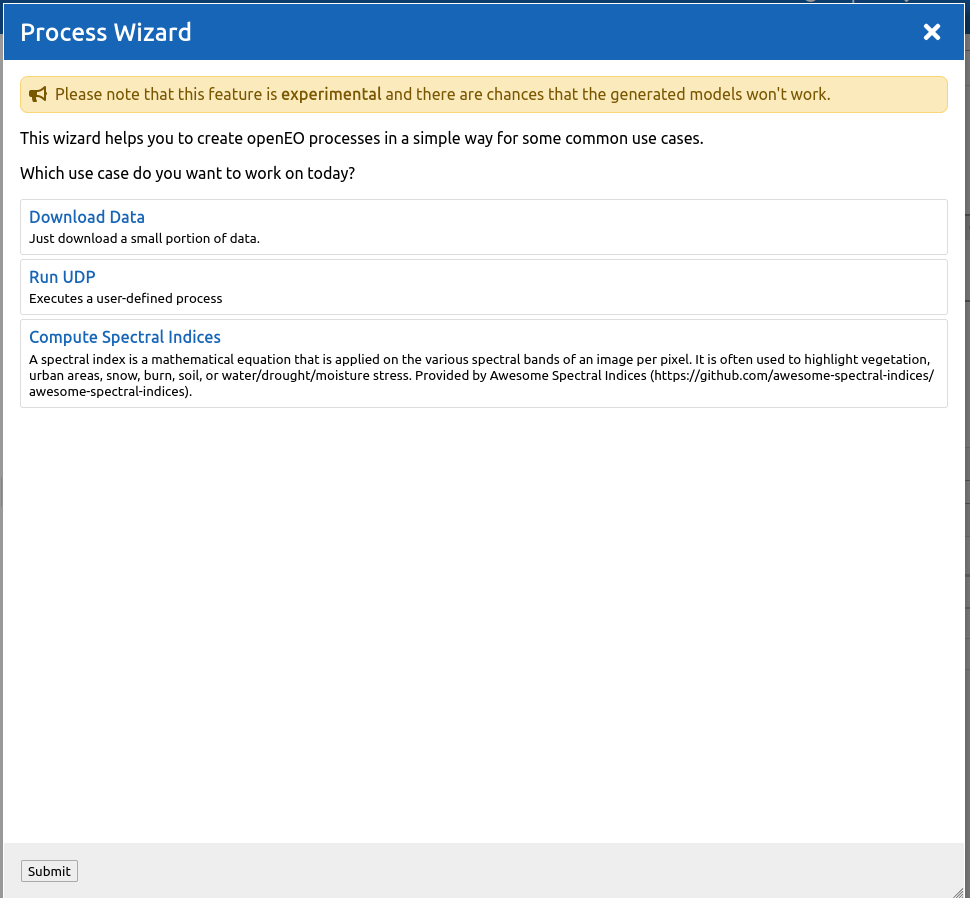 Process Wizard
Please note that this feature is experimental and there are chances that the generated models won't work.
This wizard helps you to create openEO processes in a simple way for some common use cases.
Which use case do you want to work on today?
Download Data
Just download a small portion of data.
Run UDP
Executes a user-defined process
Compute Spectral Indices
A spectral index is a mathematical equation that is applied on the various spectral bands of an image per pixel. It is often used to highlight vegetation,
urban areas, snow, burn, soil, or water/drought/moisture stress. Provided by Awesome Spectral Indices (https://github.com/awesome-spectral-indices/
awesome-spectral-indices).
Submit